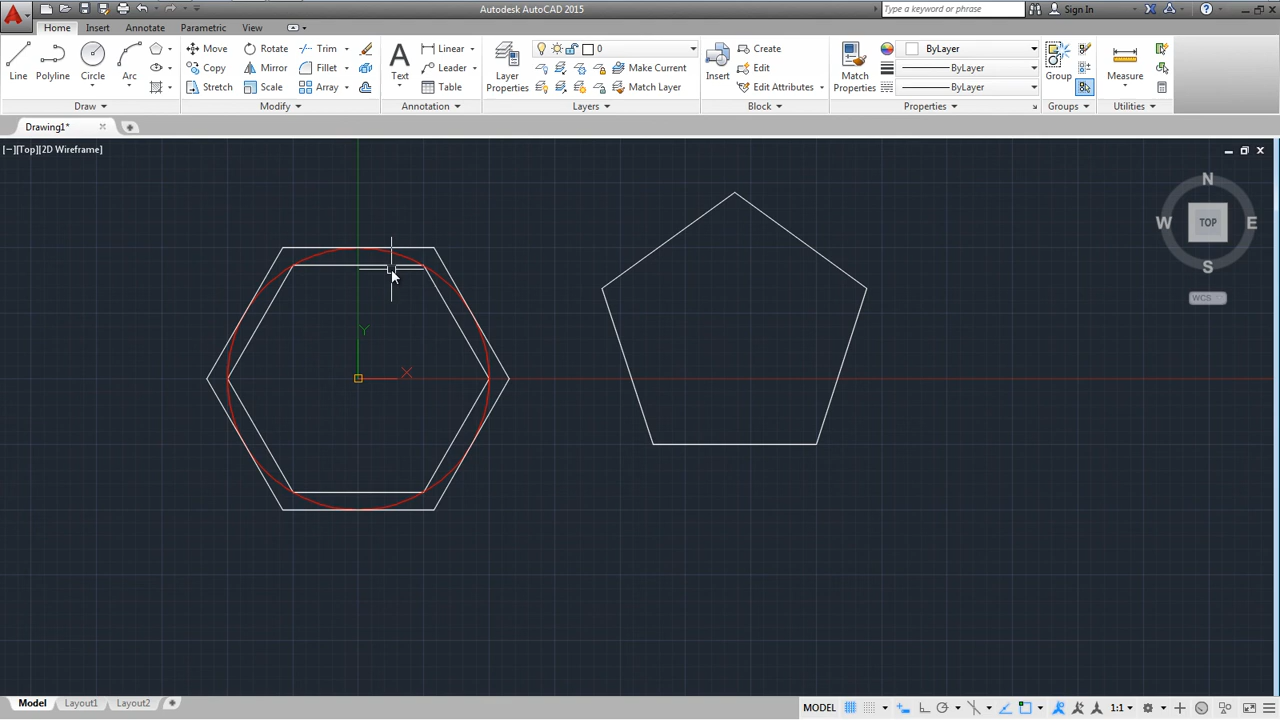 Autodesk AutoCAD 2015
Type a keyword or phrase
Sign In
Home Insert Annotate Parametric View
Line Polyline Circle Arc
Move Rotate Trim
Copy Mirror Fillet
Stretch Scale Array
Text
Linear
Leader
Table
Layer
Properties
0
Make Current
Match Layer
Insert
Create
Edit
Edit Attributes
Match
Properties
ByLayer
ByLayer
ByLayer
Group
Measure
Draw Modify Annotation Layers Block Properties Groups Utilities
Drawing1*
[−][Top][2D Wireframe]
N
W TOP E
S
WCS
Y
X
Model Layout1 Layout2
MODEL
1:1